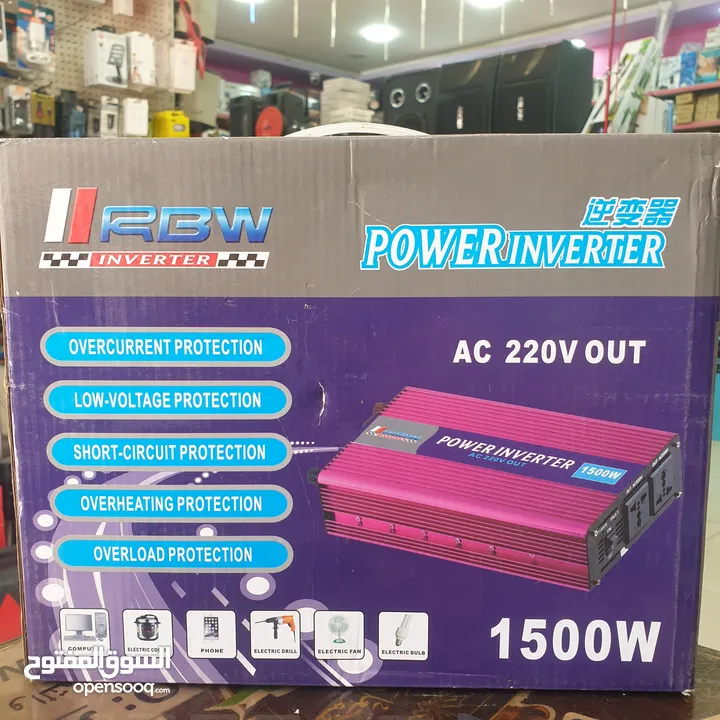 RBW
INVERTER
逆变器
POWER INVERTER
OVERCURRENT PROTECTION
LOW-VOLTAGE PROTECTION
SHORT-CIRCUIT PROTECTION
OVERHEATING PROTECTION
OVERLOAD PROTECTION
AC 220V OUT
POWER INVERTER
AC 220V OUT
1500W
PHONE
ELECTRIC DRILL
ELECTRIC FAN
ELECTRIC BULB
1500W
السوق المفتوح
opensooq.com